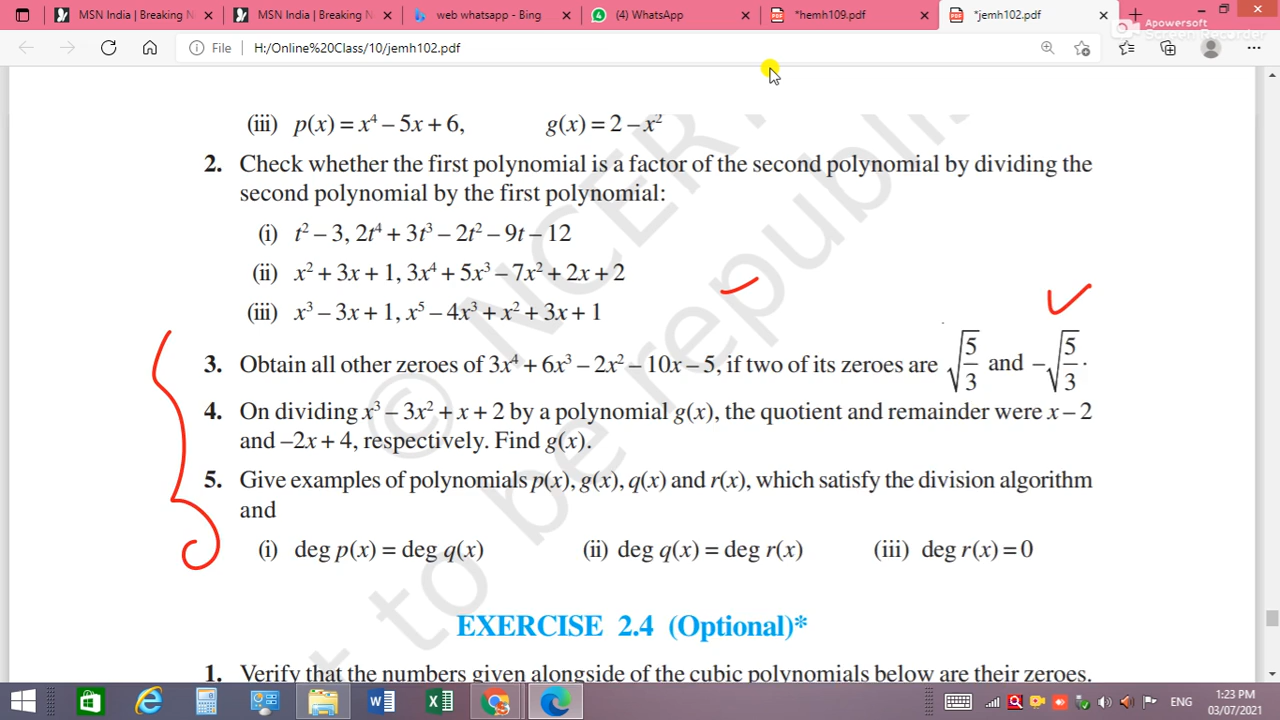 MSN India | Breaking N
MSN India | Breaking N
web whatsapp - Bing
(4) WhatsApp
*hemh109.pdf
*jemh102.pdf
Apowersoft
Screen Recorder
File H:/Online%20Class/10/jemh102.pdf
(iii) p(x) = x⁴ – 5x + 6, g(x) = 2 – x²
2. Check whether the first polynomial is a factor of the second polynomial by dividing the
second polynomial by the first polynomial:
(i) t² – 3, 2t⁴ + 3t³ – 2t² – 9t – 12
(ii) x² + 3x + 1, 3x⁴ + 5x³ – 7x² + 2x + 2
(iii) x³ – 3x + 1, x⁵ – 4x³ + x² + 3x + 1
3. Obtain all other zeroes of 3x⁴ + 6x³ – 2x² – 10x – 5, if two of its zeroes are √(5/3) and –√(5/3).
4. On dividing x³ – 3x² + x + 2 by a polynomial g(x), the quotient and remainder were x – 2
and –2x + 4, respectively. Find g(x).
5. Give examples of polynomials p(x), g(x), q(x) and r(x), which satisfy the division algorithm
and
(i) deg p(x) = deg q(x) (ii) deg q(x) = deg r(x) (iii) deg r(x) = 0
EXERCISE 2.4 (Optional)*
1. Verify that the numbers given alongside of the cubic polynomials below are their zeroes.
© NCERT
to be republis
ENG
1:23 PM
03/07/2021